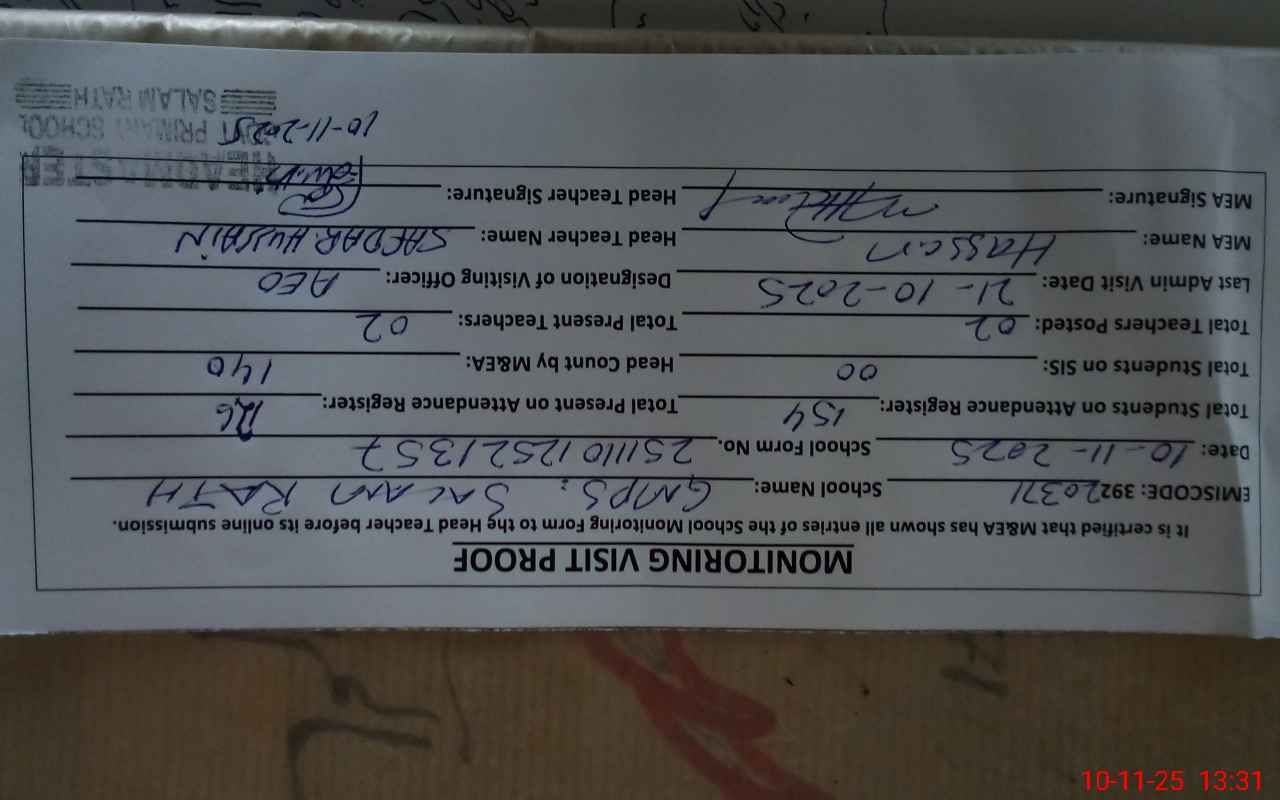 MONITORING VISIT PROOF
It is certified that M&EA has shown all entries of the School Monitoring Form to the Head Teacher before its online submission.
EMISCODE: 39220371 School Name: GMPS. SALAM RATH
Date: 10-11-2025 School Form No. 25111012521357
Total Students on Attendance Register: 154 Total Present on Attendance Register: 126
Total Students on SIS: 00 Head Count by M&EA: 140
Total Teachers Posted: 02 Total Present Teachers: 02
Last Admin Visit Date: 21-10-2025 Designation of Visiting Officer: AEO
MEA Name: Hassan Head Teacher Name: SAFDAR HUSSAIN
MEA Signature: Head Teacher Signature:
10-11-2025
HEADMASTER
PRIMARY SCHOOL
SALAM RATH
10-11-25 13:31